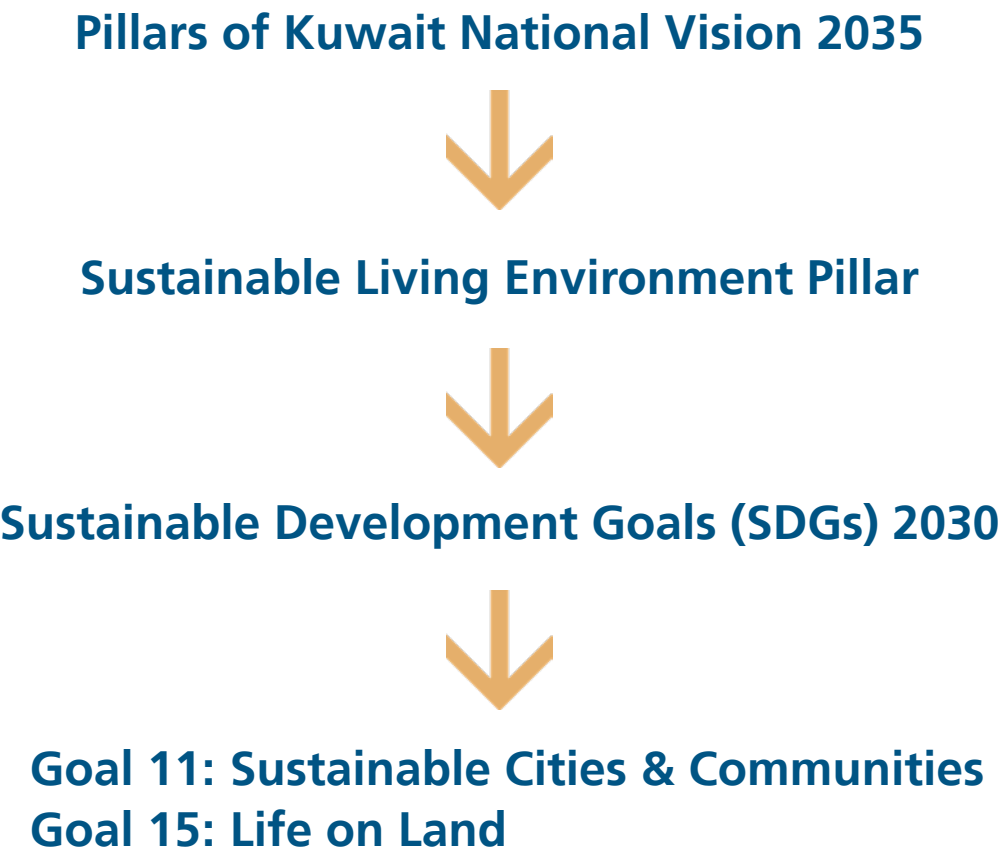 Pillars of Kuwait National Vision 2035
Sustainable Living Environment Pillar
Sustainable Development Goals (SDGs) 2030
Goal 11: Sustainable Cities & Communities
Goal 15: Life on Land